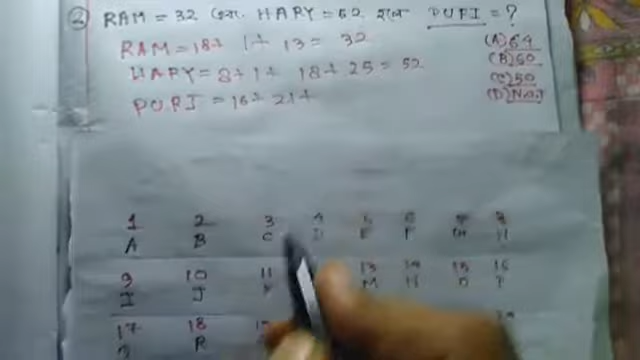 ② RAM = 32 এবং HARY = 52 হলে PURI = ?
RAM = 18+ 1+ 13 = 32
(A) 64
HARY = 8+1+ 18+25 = 52
(B) 60
(C) 50
PURI = 16+ 21+
(D) N.O.T
1 2 3 4 5 6 7 8
A B C D E F G H
9 10 11 13 14 15 16
I J K M N O P
17 18
Q R